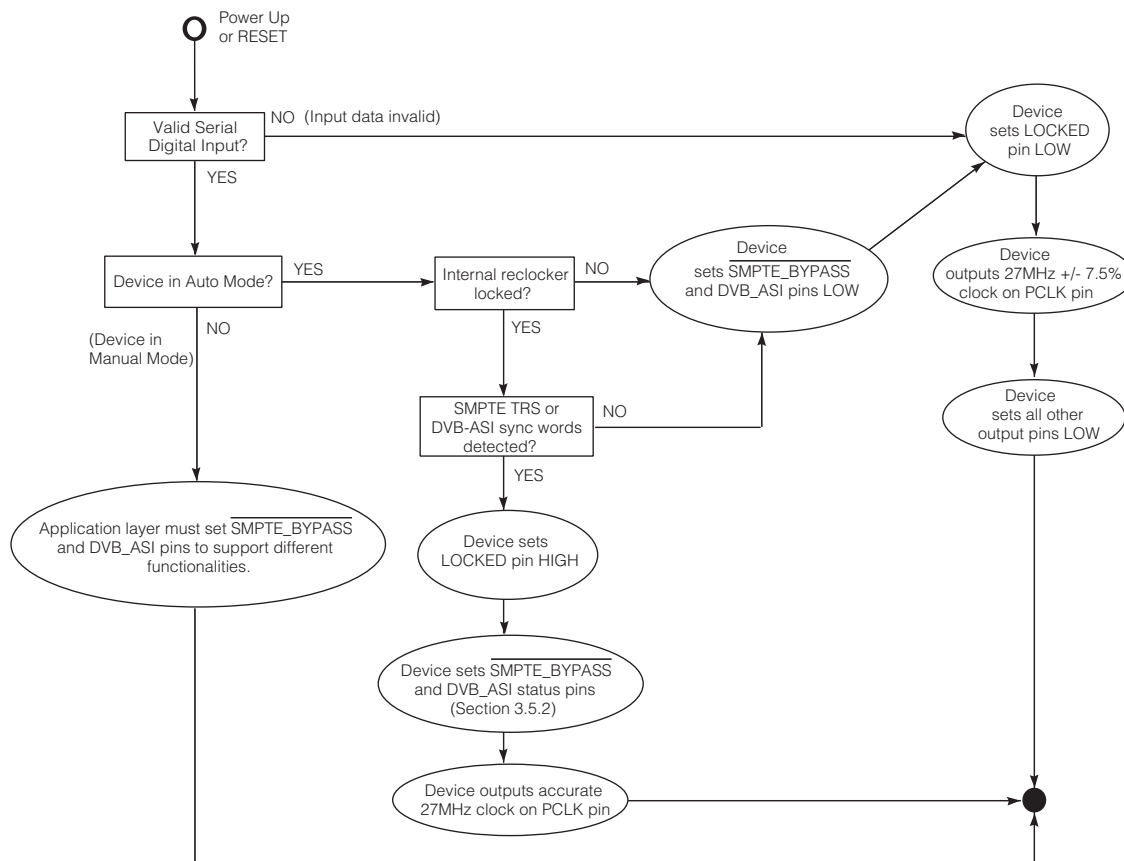 Power Up
or RESET
Valid Serial
Digital Input?
NO (Input data invalid)
YES
Device
sets LOCKED
pin LOW
Device in Auto Mode?
YES
NO
(Device in
Manual Mode)
Internal reclocker
locked?
NO
YES
Device
sets SMPTE_BYPASS
and DVB_ASI pins LOW
Device
outputs 27MHz +/- 7.5%
clock on PCLK pin
SMPTE TRS or
DVB-ASI sync words
detected?
NO
YES
Device
sets all other
output pins LOW
Application layer must set SMPTE_BYPASS
and DVB_ASI pins to support different
functionalities.
Device sets
LOCKED pin HIGH
Device sets SMPTE_BYPASS
and DVB_ASI status pins
(Section 3.5.2)
Device outputs accurate
27MHz clock on PCLK pin